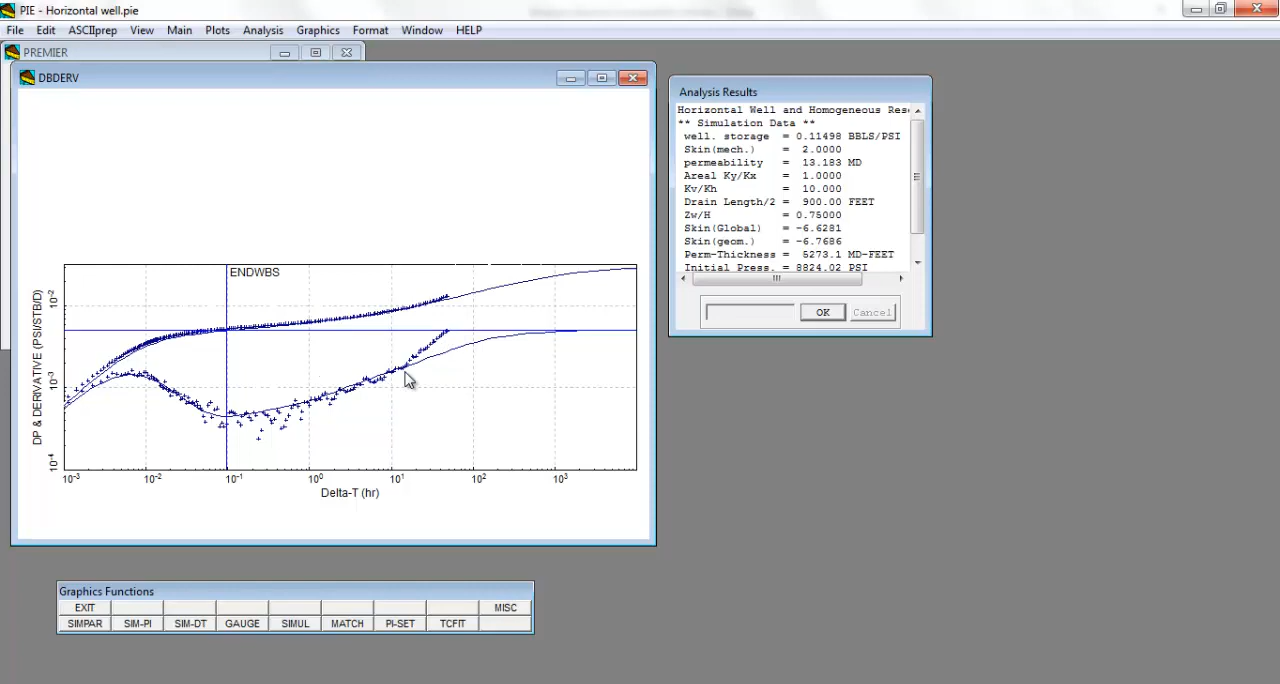 PIE - Horizontal well.pie
File Edit ASCIIprep View Main Plots Analysis Graphics Format Window HELP
PREMIER
DBDERV
ENDWBS
DP & DERIVATIVE (PSI/STB/D)
10-2
10-3
10-4
10-3 10-2 10-1 100 101 102 103
Delta-T (hr)
Analysis Results
Horizontal Well and Homogeneous Res
** Simulation Data **
well. storage = 0.11498 BBLS/PSI
Skin(mech.) = 2.0000
permeability = 13.183 MD
Areal Ky/Kx = 1.0000
Kv/Kh = 10.000
Drain Length/2 = 900.00 FEET
Zw/H = 0.75000
Skin(Global) = -6.6281
Skin(geom.) = -6.7686
Perm-Thickness = 5273.1 MD-FEET
Initial Press. = 8824.02 PSI
OK Cancel
Graphics Functions
EXIT MISC
SIMPAR SIM-PI SIM-DT GAUGE SIMUL MATCH PI-SET TCFIT